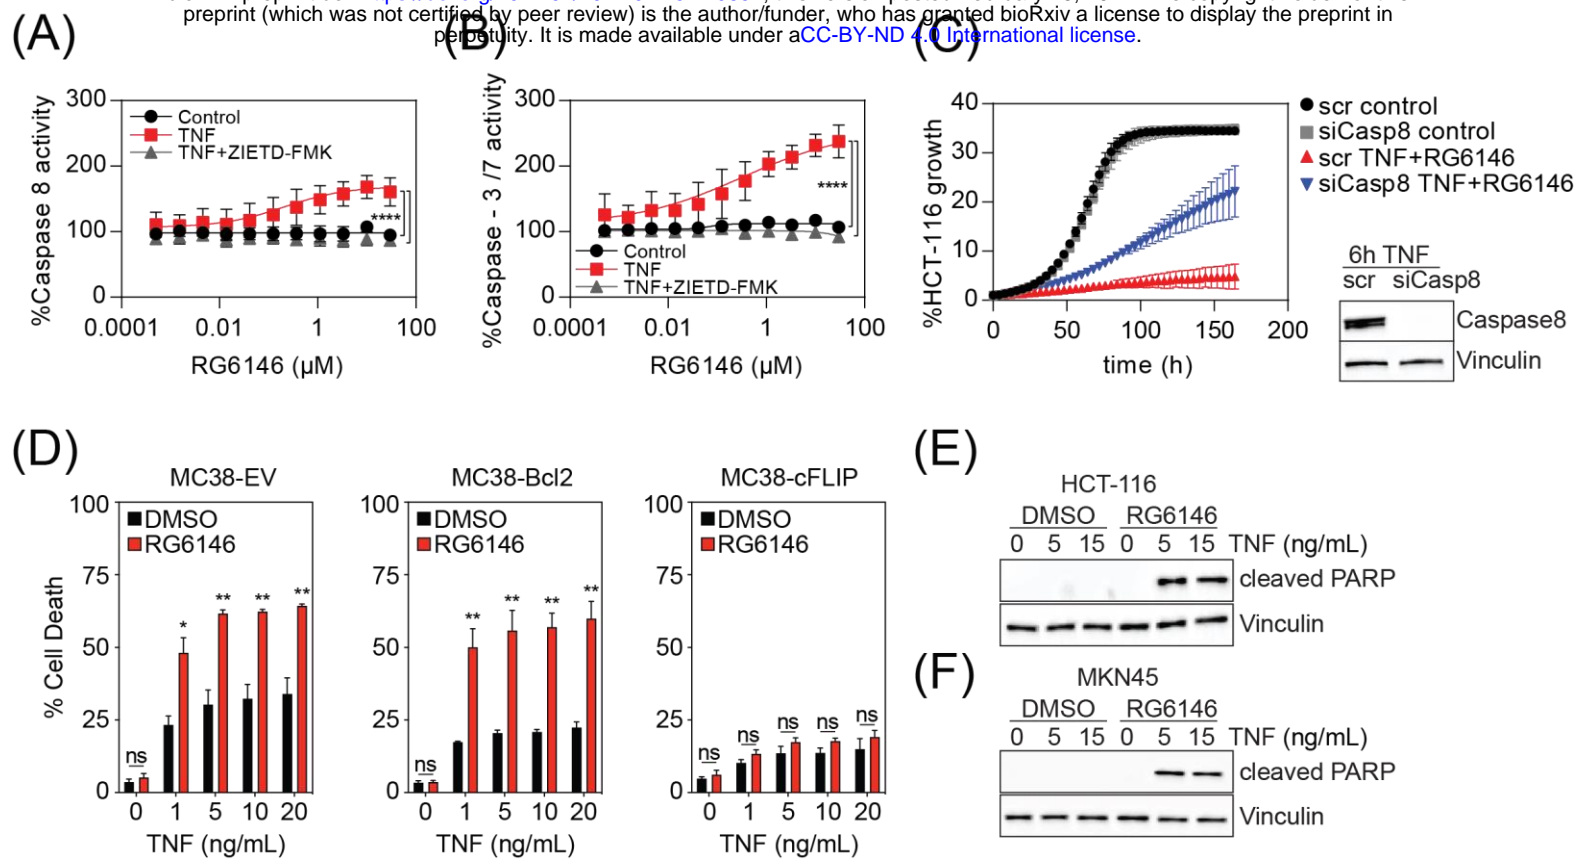 preprint (which was not certified by peer review) is the author/funder, who has granted bioRxiv a license to display the preprint in
perpetuity. It is made available under aCC-BY-ND 4.0 International license.
(A)
(B)
(C)
%Caspase 8 activity
300
200
100
0
Control
TNF
TNF+ZIETD-FMK
****
0.0001
0.01
1
100
RG6146 (µM)
%Caspase - 3 /7 activity
300
200
100
0
****
Control
TNF
TNF+ZIETD-FMK
0.0001
0.01
1
100
RG6146 (µM)
%HCT-116 growth
40
30
20
10
0
0
50
100
150
200
time (h)
scr control
siCasp8 control
scr TNF+RG6146
siCasp8 TNF+RG6146
6h TNF
scr siCasp8
Caspase8
Vinculin
(D)
% Cell Death
MC38-EV
100
75
50
25
0
DMSO
RG6146
ns * ** ** **
0 1 5 10 20
TNF (ng/mL)
MC38-Bcl2
100
75
50
25
0
DMSO
RG6146
ns ** ** ** **
0 1 5 10 20
TNF (ng/mL)
MC38-cFLIP
100
75
50
25
0
DMSO
RG6146
ns ns ns ns ns
0 1 5 10 20
TNF (ng/mL)
(E)
HCT-116
DMSO RG6146
0 5 15 0 5 15 TNF (ng/mL)
cleaved PARP
Vinculin
(F)
MKN45
DMSO RG6146
0 5 15 0 5 15 TNF (ng/mL)
cleaved PARP
Vinculin